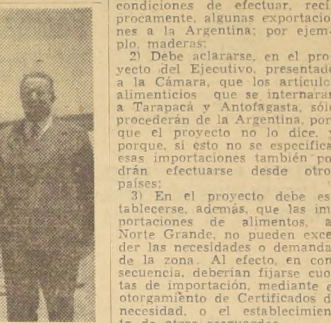 condiciones de efectuar, recí-
procamente, algunas exportacio-
nes a la Argentina; por ejem-
plo, maderas;
2) Debe aclararse, en el pro-
yecto del Ejecutivo, presentado
a la Cámara, que los artículos
alimenticios que se internaran
a Tarapacá y Antofagasta, sólo
procederán de la Argentina, por
que el proyecto no lo dice.
porque, si esto no se especifica
esas importaciones también po
drán efectuarse desde otros
países;
3) En el proyecto debe es
tablecerse, además, que las im
portaciones de alimentos, a
Norte Grande, no pueden exce
der las necesidades o demanda
de la zona. Al efecto, en con
secuencia, deberían fijarse cuo
tas de importación, mediante e
otorgamiento de Certificados d
necesidad, o el establecimien